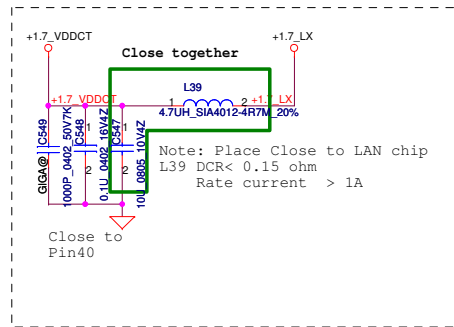 +1.7_VDDCT
+1.7_LX
Close together
L39
+1.7_VDDCT
1
2
+1.7_LX
4.7UH_SIA4012-4R7M_20%
C549
GIGA@
1000P_0402_50V7K
C548
1
2
0.1U_0402_16V4Z
C547
1
2
10U_0805_10V4Z
Note: Place Close to LAN chip
L39 DCR< 0.15 ohm
Rate current > 1A
Close to
Pin40